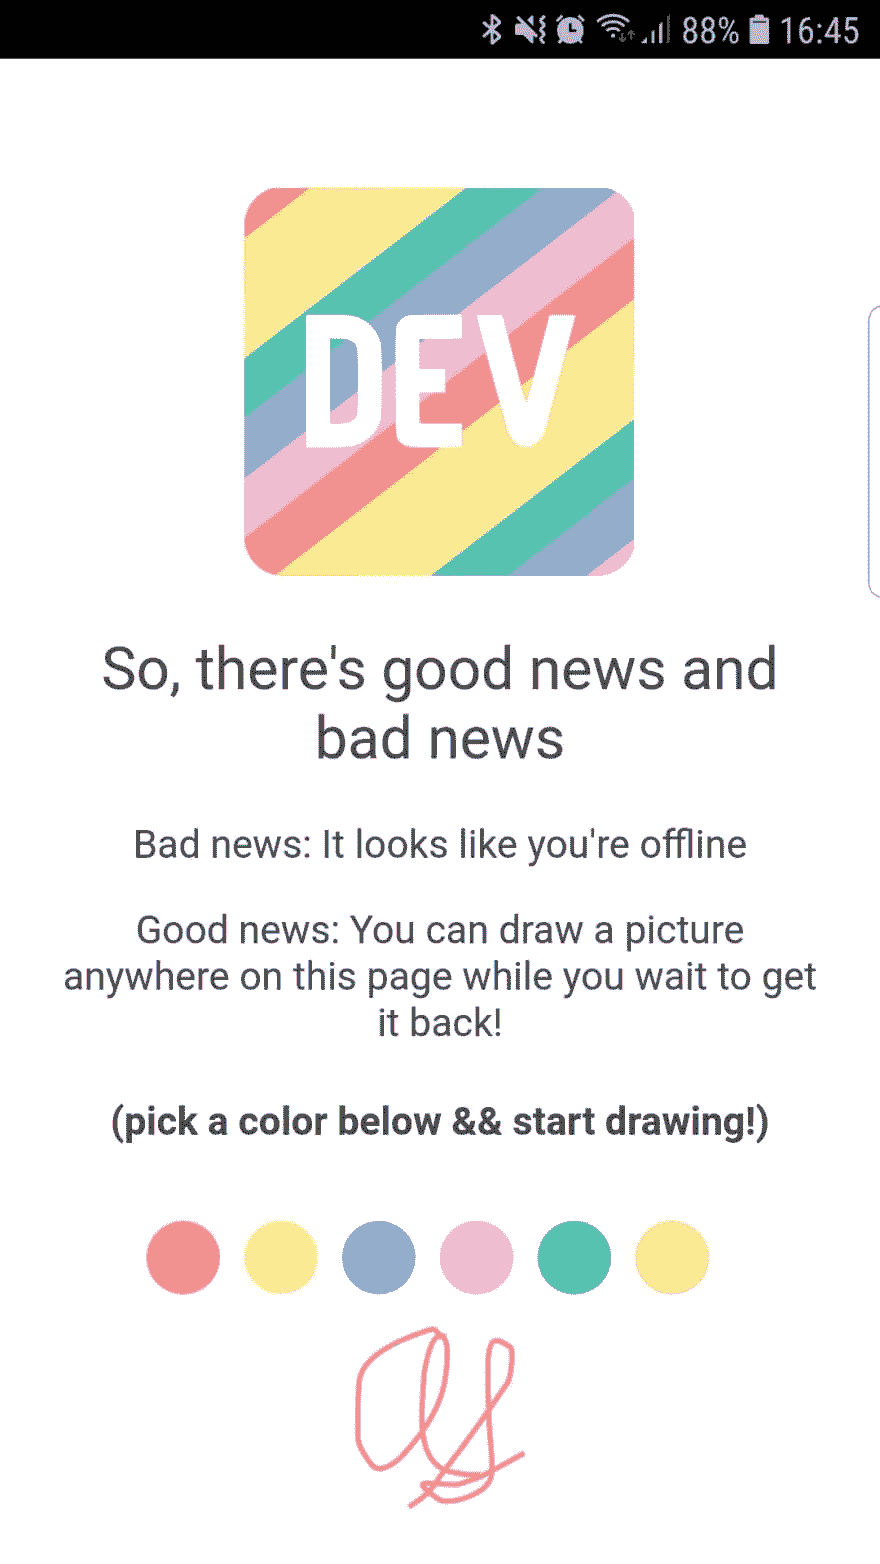 88% 16:45
DEV
So, there's good news and
bad news
Bad news: It looks like you're offline
Good news: You can draw a picture
anywhere on this page while you wait to get
it back!
(pick a color below && start drawing!)